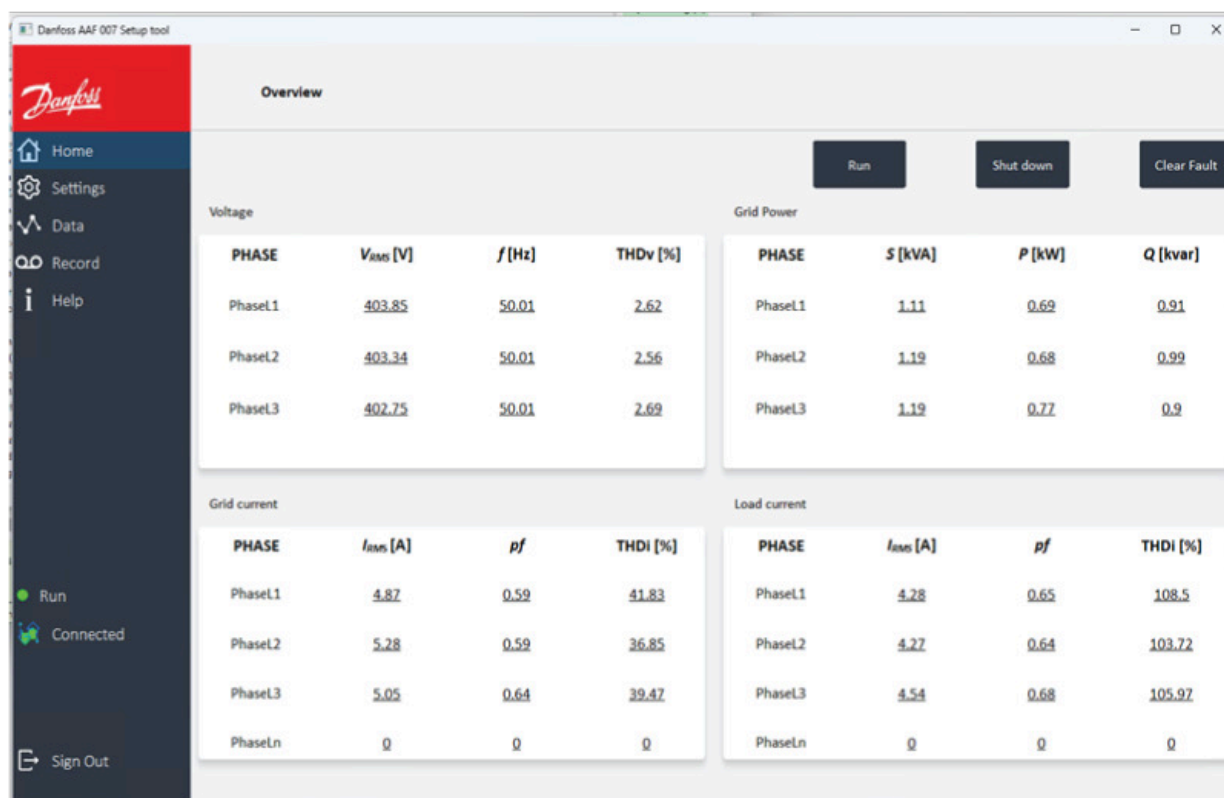 Danfoss AAF 007 Setup tool
Danfoss
Overview
Home
Settings
Data
Record
Help
Run
Connected
Sign Out
Run Shut down Clear Fault
Voltage
PHASE VRMS [V] f [Hz] THDv [%]
PhaseL1 403.85 50.01 2.62
PhaseL2 403.34 50.01 2.56
PhaseL3 402.75 50.01 2.69
Grid Power
PHASE S [kVA] P [kW] Q [kvar]
PhaseL1 1.11 0.69 0.91
PhaseL2 1.19 0.68 0.99
PhaseL3 1.19 0.77 0.9
Grid current
PHASE IRMS [A] pf THDi [%]
PhaseL1 4.87 0.59 41.83
PhaseL2 5.28 0.59 36.85
PhaseL3 5.05 0.64 39.47
PhaseLn 0 0 0
Load current
PHASE IRMS [A] pf THDi [%]
PhaseL1 4.28 0.65 108.5
PhaseL2 4.27 0.64 103.72
PhaseL3 4.54 0.68 105.97
PhaseLn 0 0 0